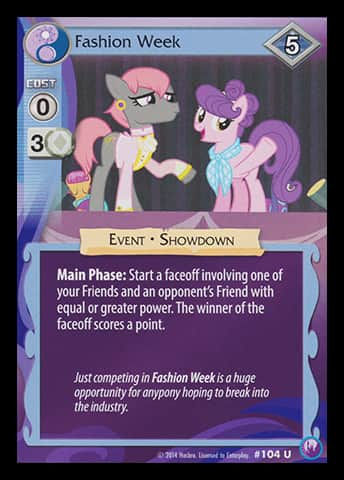 Fashion Week
5
COST
0
3
EVENT • SHOWDOWN
Main Phase: Start a faceoff involving one of
your Friends and an opponent's Friend with
equal or greater power. The winner of the
faceoff scores a point.
Just competing in Fashion Week is a huge
opportunity for anypony hoping to break into
the industry.
© 2014 Hasbro. Licensed to Enterplay. #104 U